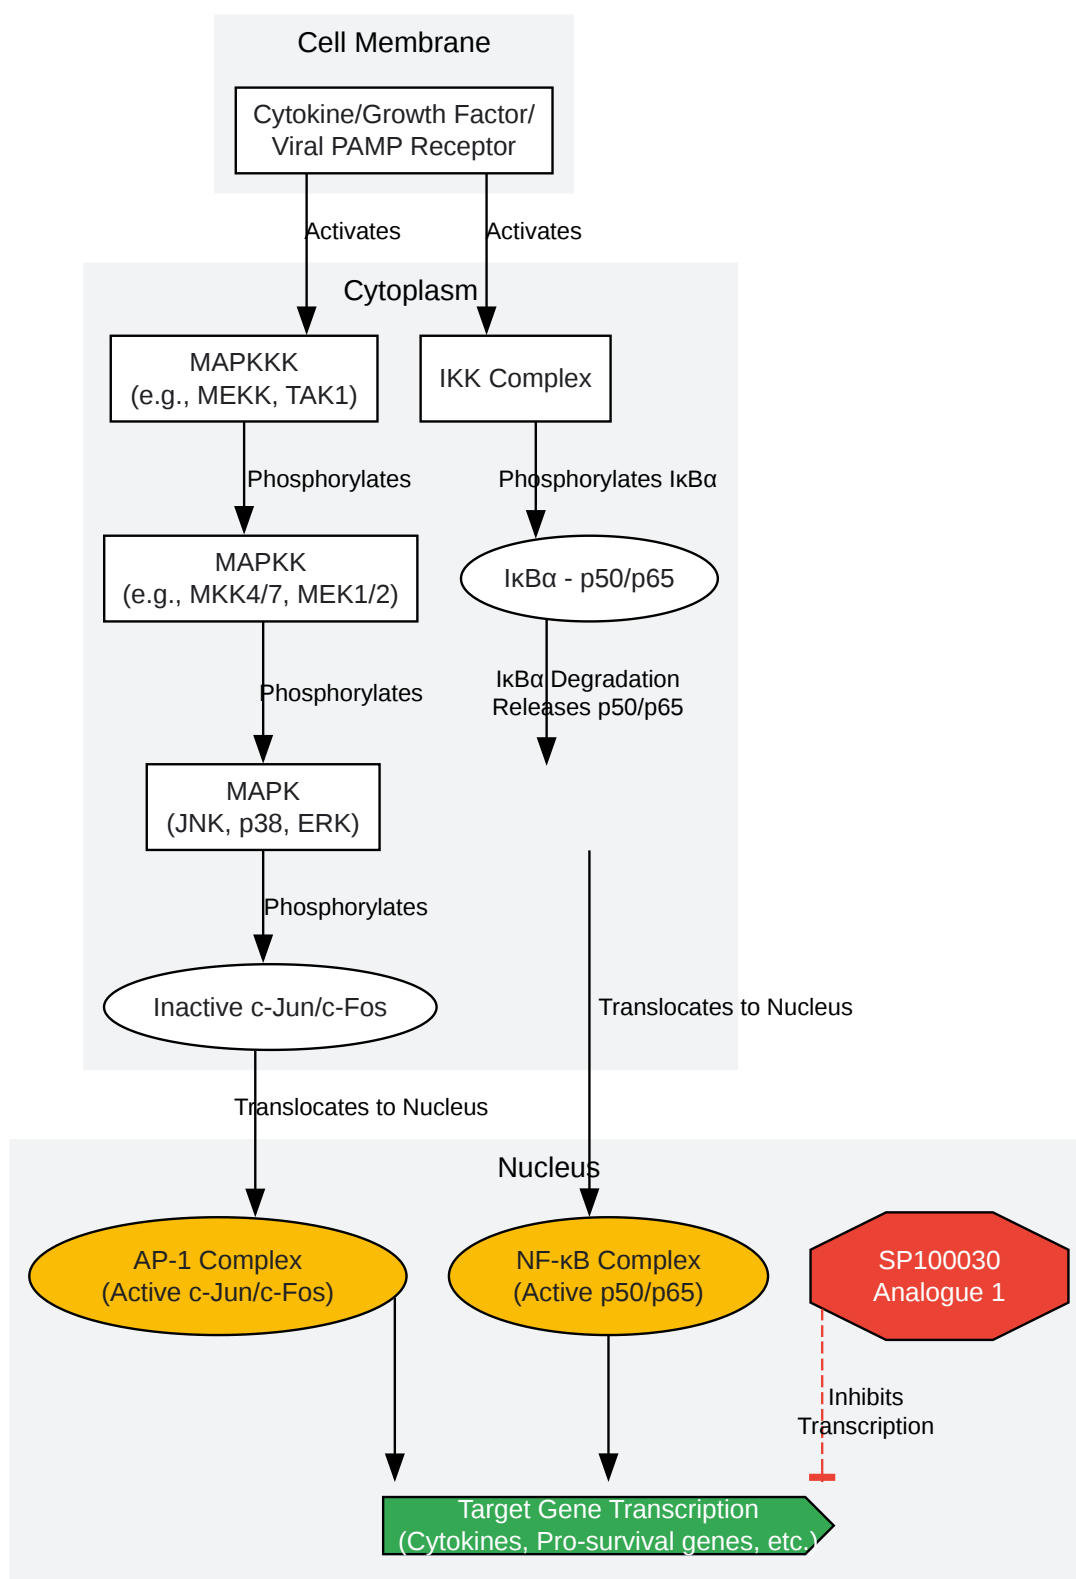 Cell Membrane
Cytokine/Growth Factor/
Viral PAMP Receptor
Activates
Activates
Cytoplasm
MAPKKK
(e.g., MEKK, TAK1)
IKK Complex
Phosphorylates
Phosphorylates IκBα
MAPKK
(e.g., MKK4/7, MEK1/2)
IκBα - p50/p65
Phosphorylates
IκBα Degradation
Releases p50/p65
MAPK
(JNK, p38, ERK)
Phosphorylates
Inactive c-Jun/c-Fos
Translocates to Nucleus
Translocates to Nucleus
Nucleus
AP-1 Complex
(Active c-Jun/c-Fos)
NF-κB Complex
(Active p50/p65)
SP100030
Analogue 1
Inhibits
Transcription
Target Gene Transcription
(Cytokines, Pro-survival genes, etc.)